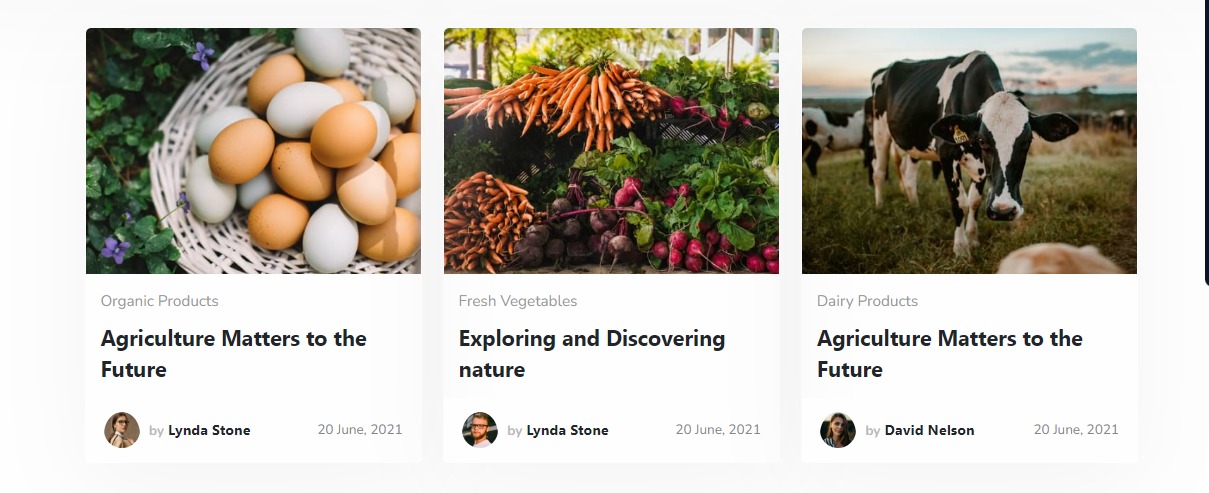 Organic Products
Agriculture Matters to the
Future
by Lynda Stone
20 June, 2021
Fresh Vegetables
Exploring and Discovering
nature
by Lynda Stone
20 June, 2021
Dairy Products
Agriculture Matters to the
Future
by David Nelson
20 June, 2021